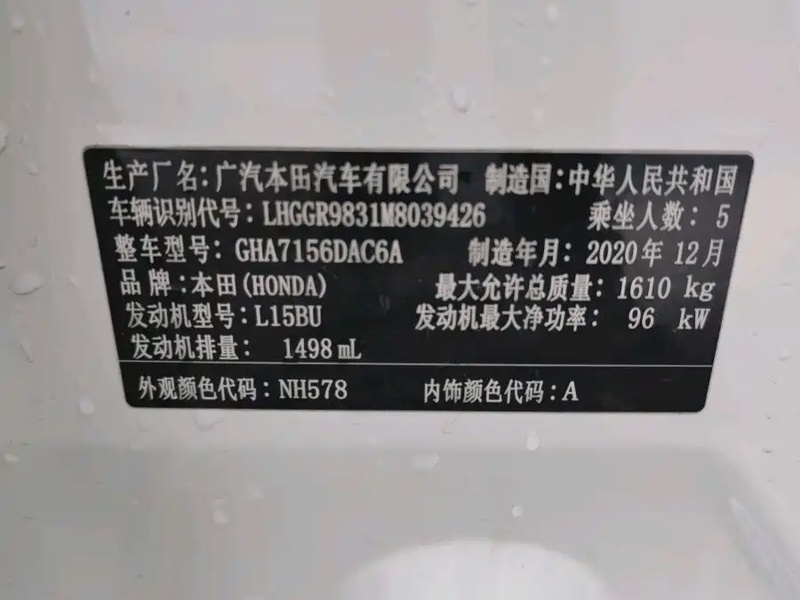 生产厂名：广汽本田汽车有限公司 制造国：中华人民共和国
车辆识别代号：LHGGR9831M8039426 乘坐人数：5
整车型号：GHA7156DAC6A 制造年月：2020年12月
品牌：本田(HONDA) 最大允许总质量：1610 kg
发动机型号：L15BU 发动机最大净功率：96 kW
发动机排量：1498mL
外观颜色代码：NH578 内饰颜色代码：A